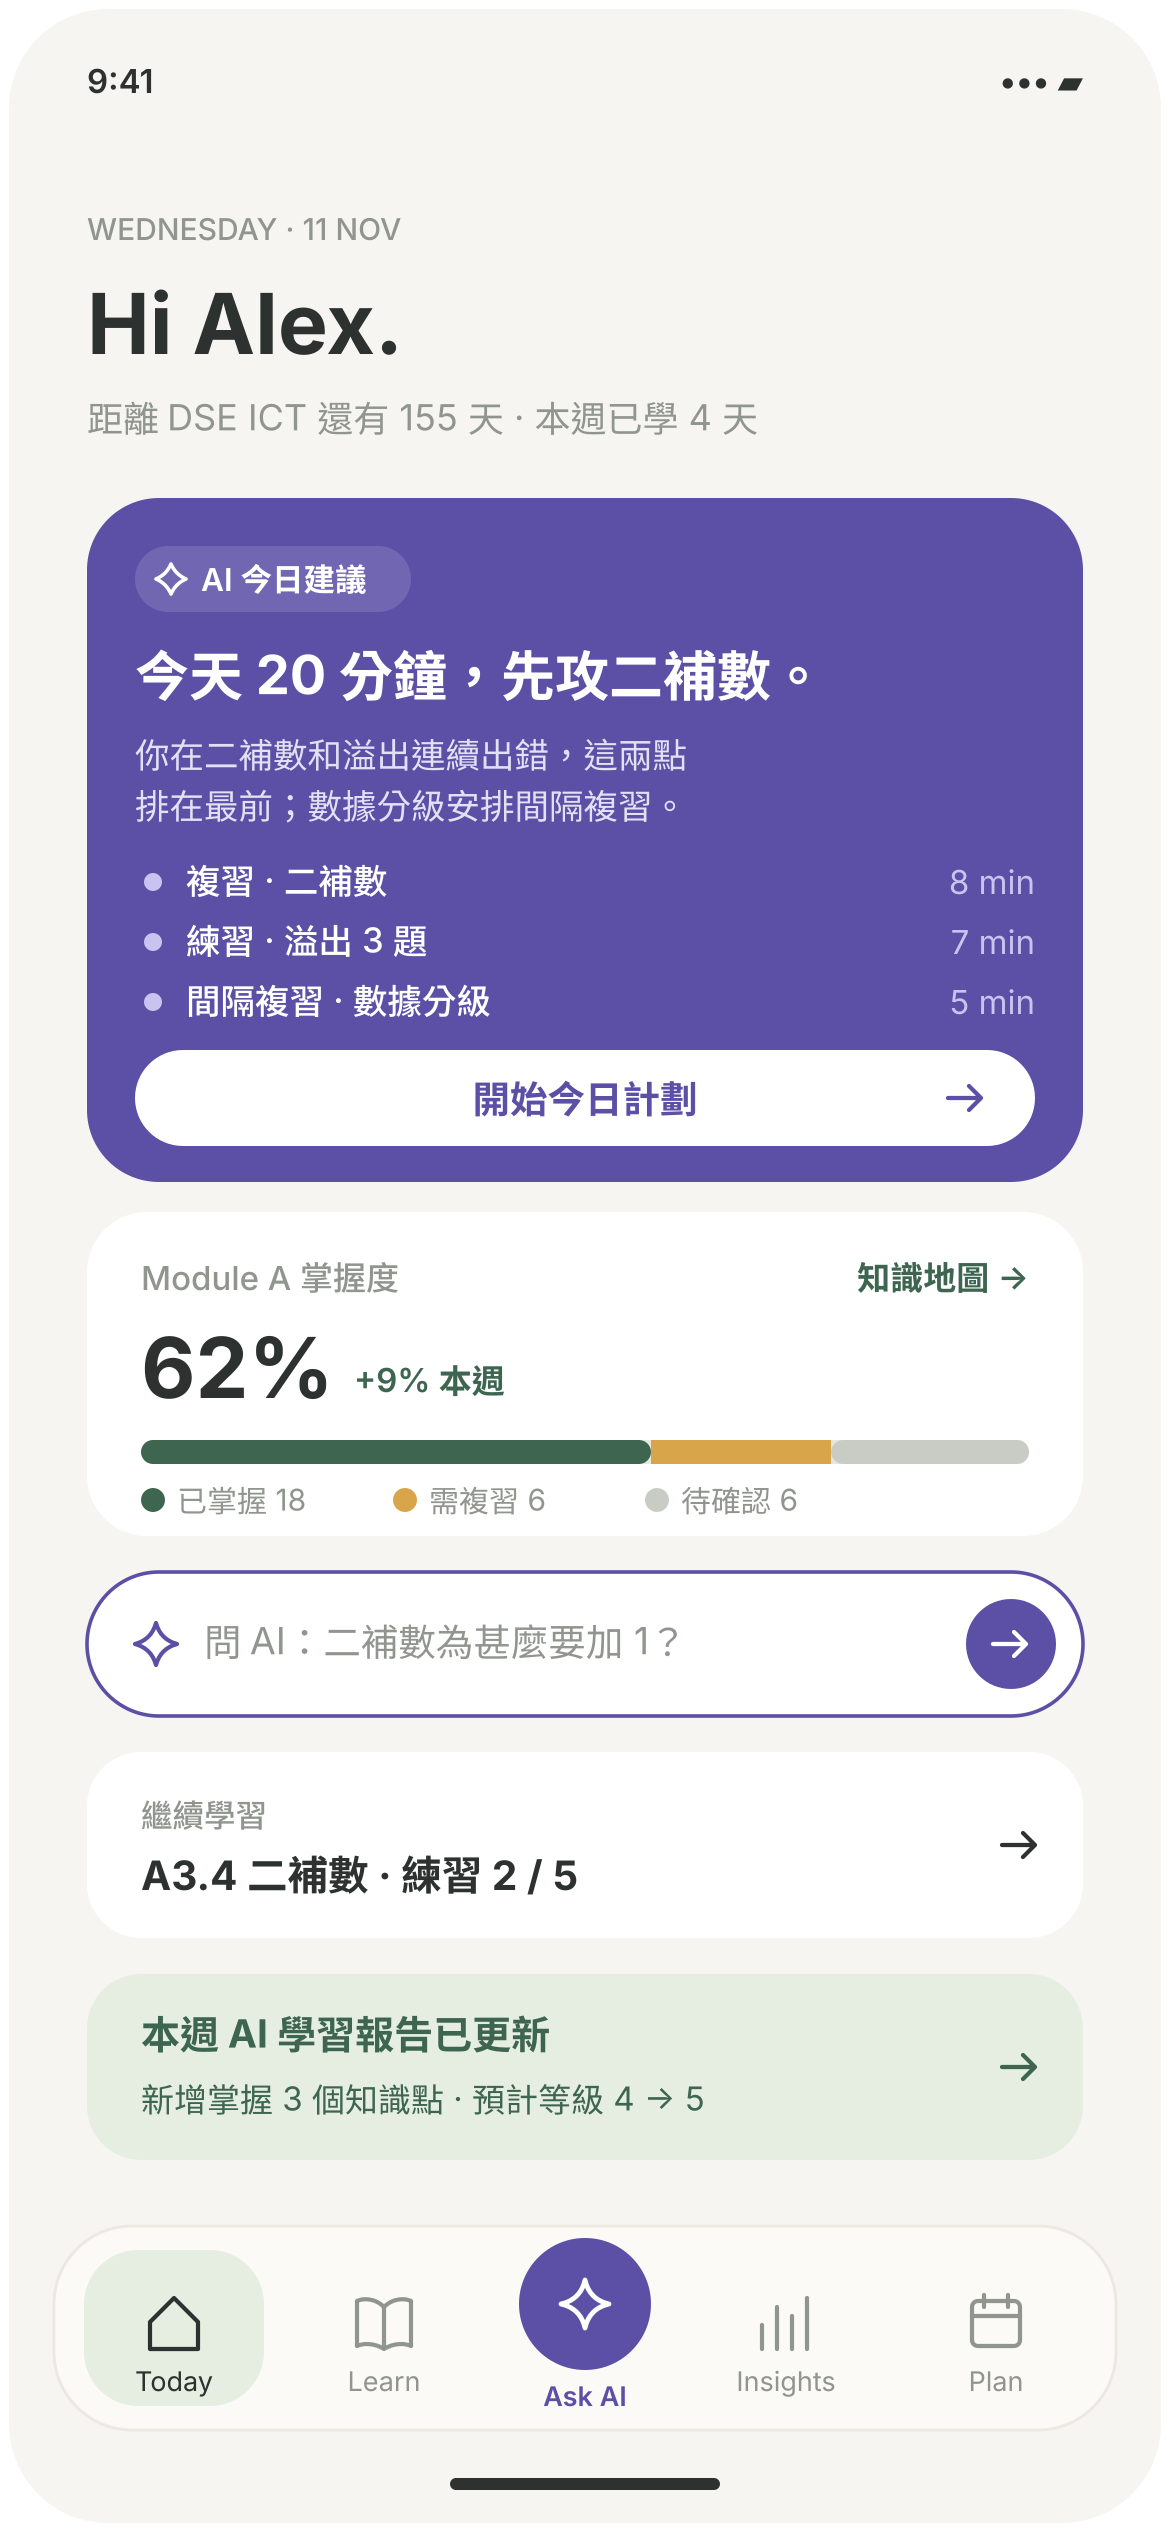 9:41
WEDNESDAY · 11 NOV
Hi Alex.
距離 DSE ICT 還有 155 天 · 本週已學 4 天
AI 今日建議
今天 20 分鐘，先攻二補數。
你在二補數和溢出連續出錯，這兩點
排在最前；數據分級安排間隔複習。
複習 · 二補數 8 min
練習 · 溢出 3 題 7 min
間隔複習 · 數據分級 5 min
開始今日計劃 →
Module A 掌握度 知識地圖 →
62% +9% 本週
已掌握 18 需複習 6 待確認 6
問 AI：二補數為甚麼要加 1？
繼續學習
A3.4 二補數 · 練習 2 / 5
本週 AI 學習報告已更新
新增掌握 3 個知識點 · 預計等級 4 → 5
Today Learn Ask AI Insights Plan